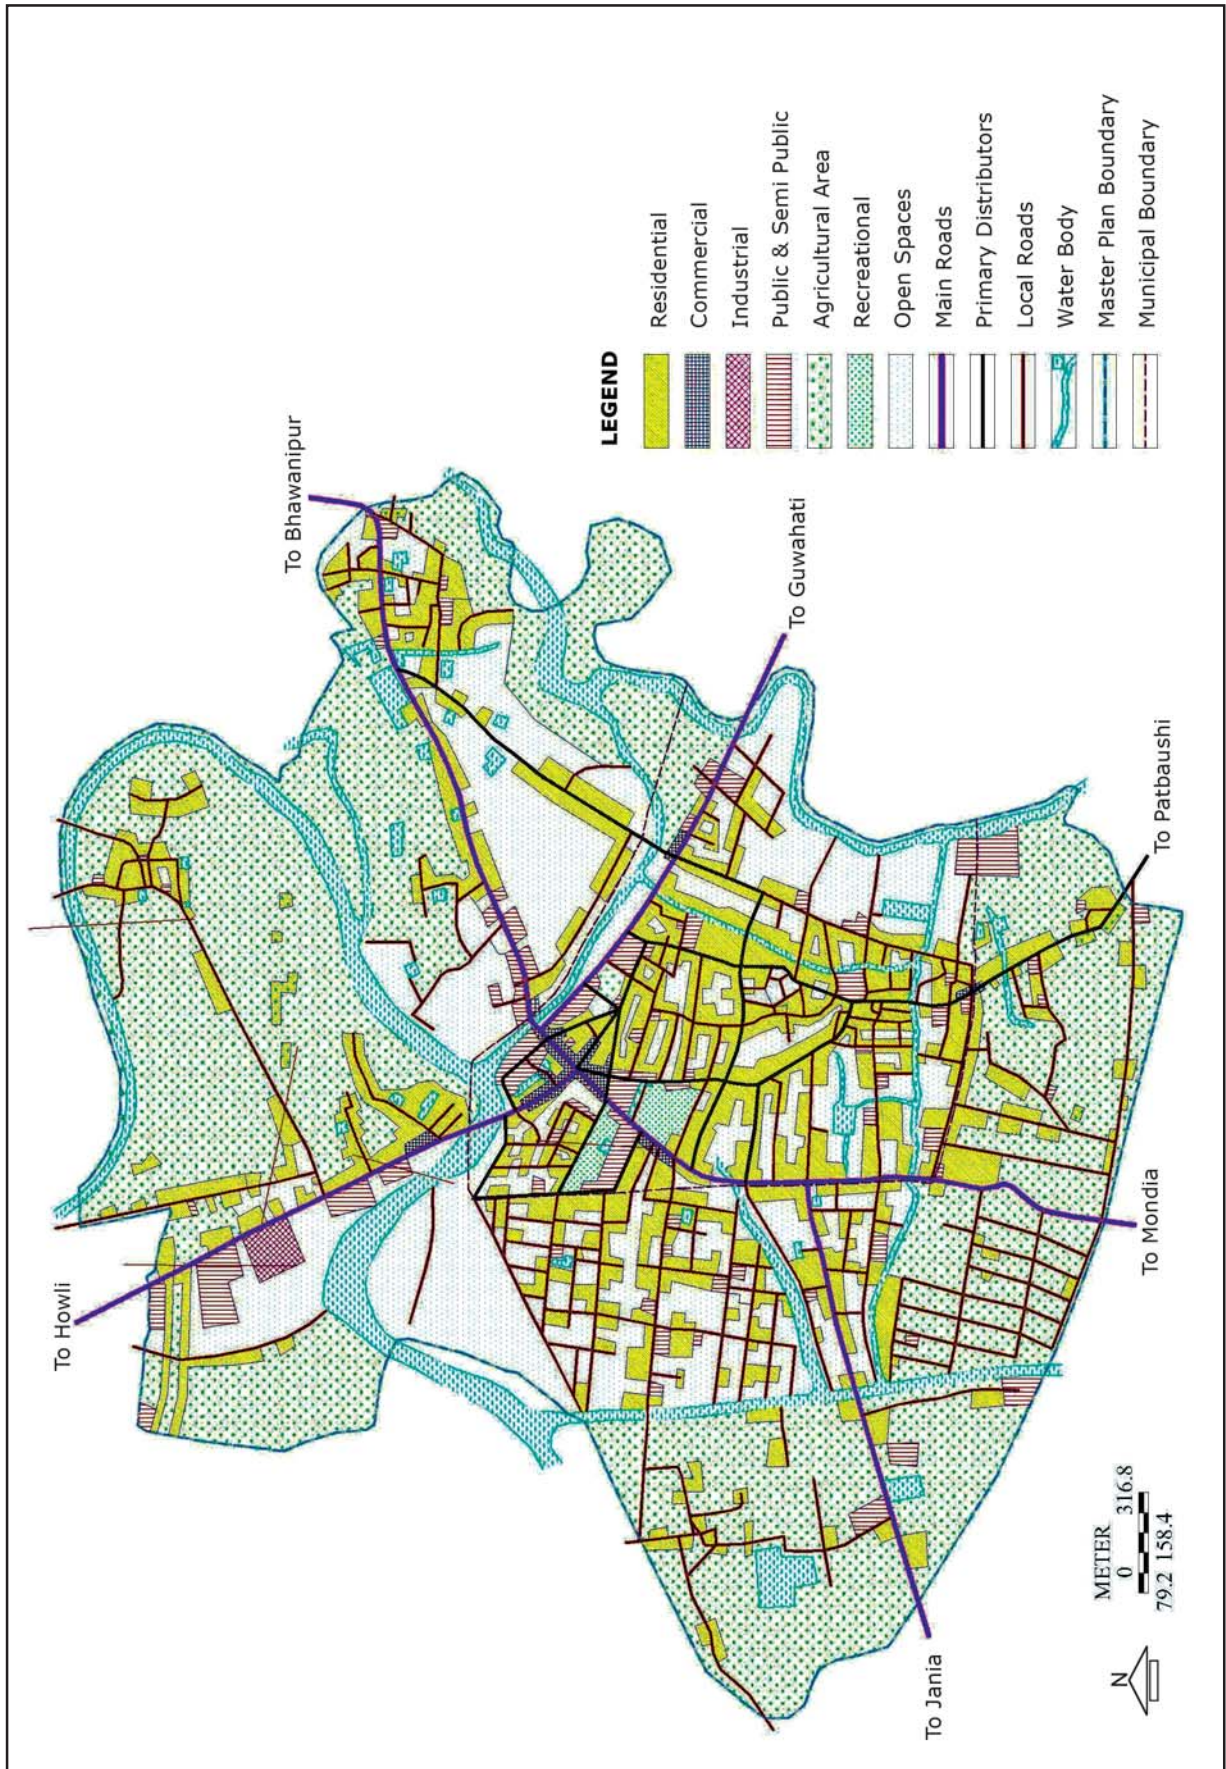 To Bhawanipur
To Guwahati
To Howli
To Patbaushi
To Mondia
To Jania
LEGEND
Residential
Commercial
Industrial
Public & Semi Public
Agricultural Area
Recreational
Open Spaces
Main Roads
Primary Distributors
Local Roads
Water Body
Master Plan Boundary
Municipal Boundary
METER
0 316.8
79.2 158.4
N